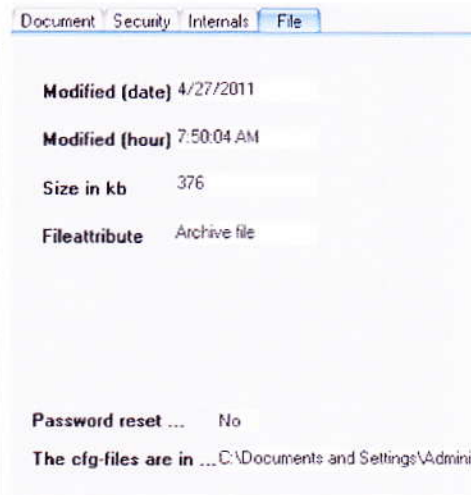 Document Security Internals File
Modified (date) 4/27/2011
Modified (hour) 7:50:04 AM
Size in kb 376
Fileattribute Archive file
Password reset ... No
The cfg-files are in ... C:\Documents and Settings\Admini